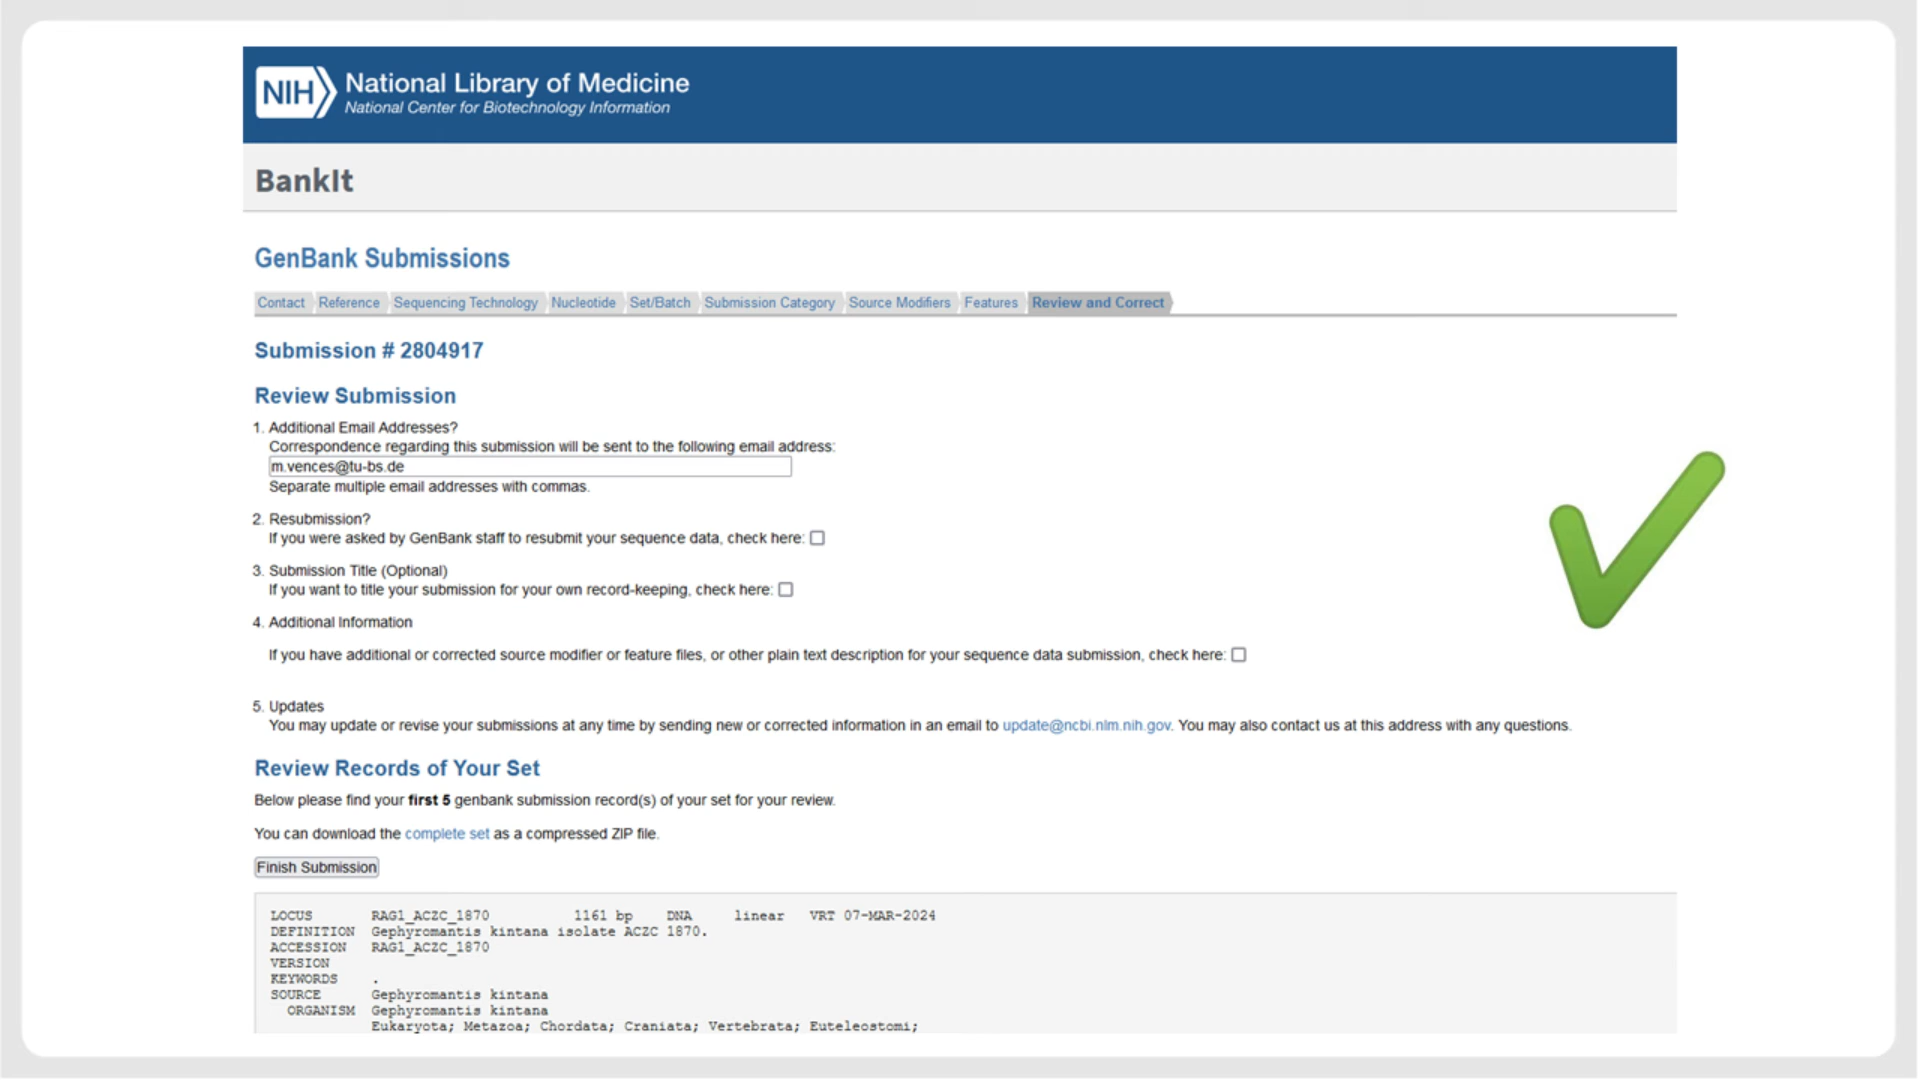 NIH National Library of Medicine
National Center for Biotechnology Information
BankIt
GenBank Submissions
Contact Reference Sequencing Technology Nucleotide Set/Batch Submission Category Source Modifiers Features Review and Correct
Submission # 2804917
Review Submission
1. Additional Email Addresses?
Correspondence regarding this submission will be sent to the following email address:
m.vences@tu-bs.de
Separate multiple email addresses with commas.
2. Resubmission?
If you were asked by GenBank staff to resubmit your sequence data, check here:
3. Submission Title (Optional)
If you want to title your submission for your own record-keeping, check here:
4. Additional Information
If you have additional or corrected source modifier or feature files, or other plain text description for your sequence data submission, check here:
5. Updates
You may update or revise your submissions at any time by sending new or corrected information in an email to update@ncbi.nlm.nih.gov. You may also contact us at this address with any questions.
Review Records of Your Set
Below please find your first 5 genbank submission record(s) of your set for your review.
You can download the complete set as a compressed ZIP file.
Finish Submission
LOCUS RAG1_ACZC_1870 1161 bp DNA linear VRT 07-MAR-2024
DEFINITION Gephyromantis kintana isolate ACZC 1870.
ACCESSION RAG1_ACZC_1870
VERSION
KEYWORDS .
SOURCE Gephyromantis kintana
ORGANISM Gephyromantis kintana
Eukaryota; Metazoa; Chordata; Craniata; Vertebrata; Euteleostomi;